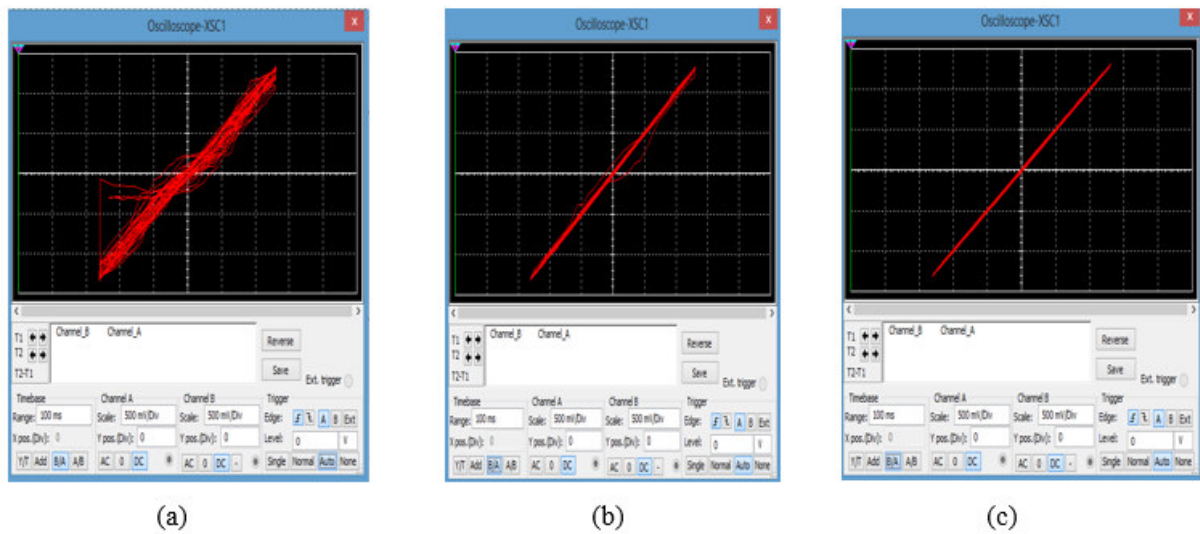 Oscilloscope-XSC1
X
Channel_B Channel_A
T1
T2
T2-T1
Reverse
Save
Ext. trigger
Timebase Channel A Channel B Trigger
Range: 100 ms Scale: 500 mV/Div Scale: 500 mV/Div Edge: A B Ext
X pos.(Div): 0 Y pos.(Div): 0 Y pos.(Div): 0 Level: 0 V
Y/T Add B/A A/B AC 0 DC AC 0 DC - Single Normal Auto None
(a)
Oscilloscope-XSC1
X
Channel_B Channel_A
T1
T2
T2-T1
Reverse
Save
Ext. trigger
Timebase Channel A Channel B Trigger
Range: 100 ms Scale: 500 mV/Div Scale: 500 mV/Div Edge: A B Ext
X pos.(Div): 0 Y pos.(Div): 0 Y pos.(Div): 0 Level: 0 V
Y/T Add B/A A/B AC 0 DC AC 0 DC - Single Normal Auto None
(b)
Oscilloscope-XSC1
X
Channel_B Channel_A
T1
T2
T2-T1
Reverse
Save
Ext. trigger
Timebase Channel A Channel B Trigger
Range: 100 ms Scale: 500 mV/Div Scale: 500 mV/Div Edge: A B Ext
X pos.(Div): 0 Y pos.(Div): 0 Y pos.(Div): 0 Level: 0 V
Y/T Add B/A A/B AC 0 DC AC 0 DC - Single Normal Auto None
(c)